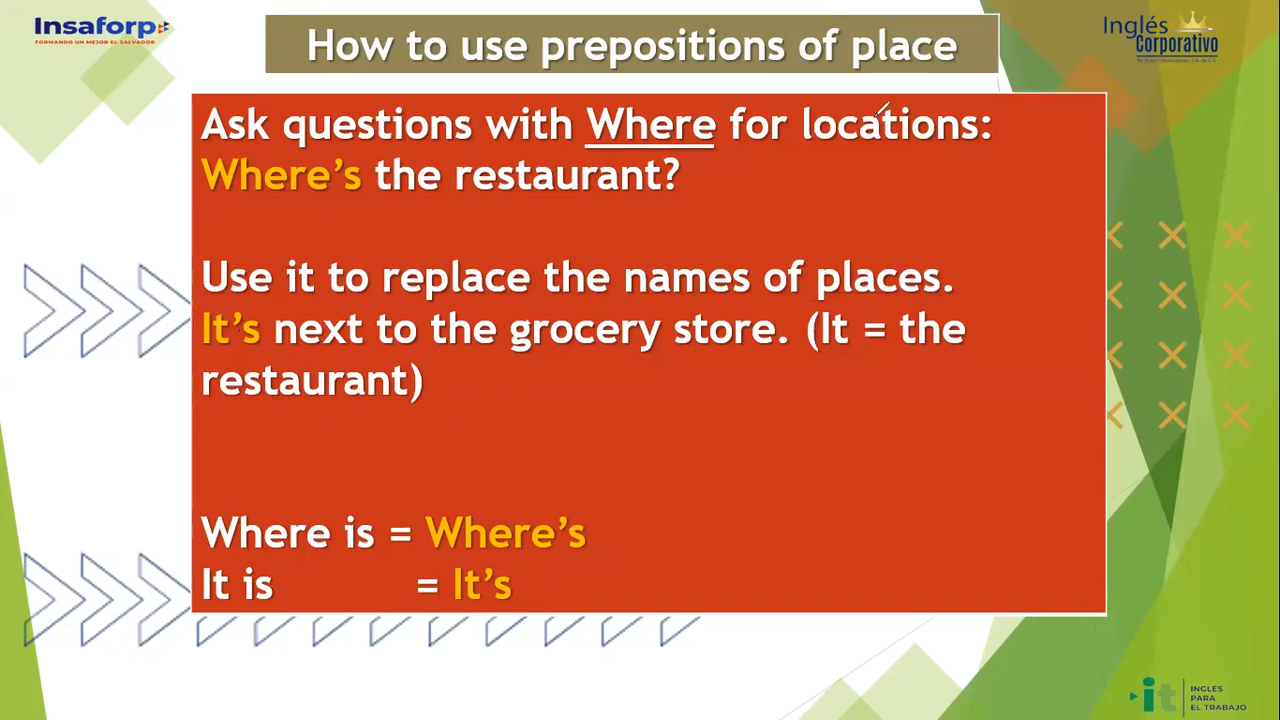 Insaforp
FORMANDO UN MEJOR EL SALVADOR
How to use prepositions of place
Inglés
Corporativo
Ask questions with Where for locations:
Where's the restaurant?
Use it to replace the names of places.
It's next to the grocery store. (It = the
restaurant)
Where is = Where's
It is = It's
it
INGLÉS
PARA
EL TRABAJO